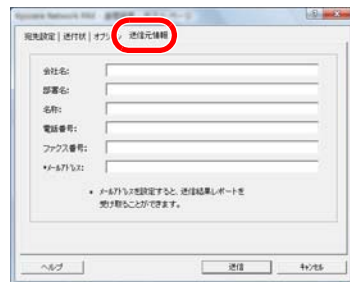 Kyocera Network FAX
宛先設定 | 送付状 | オプション 送信元情報
会社名:
部署名:
名称:
電話番号:
ファクス番号:
*メールアドレス:
* メールアドレスを設定すると、送信結果レポートを
受け取ることができます。
ヘルプ 送信 キャンセル